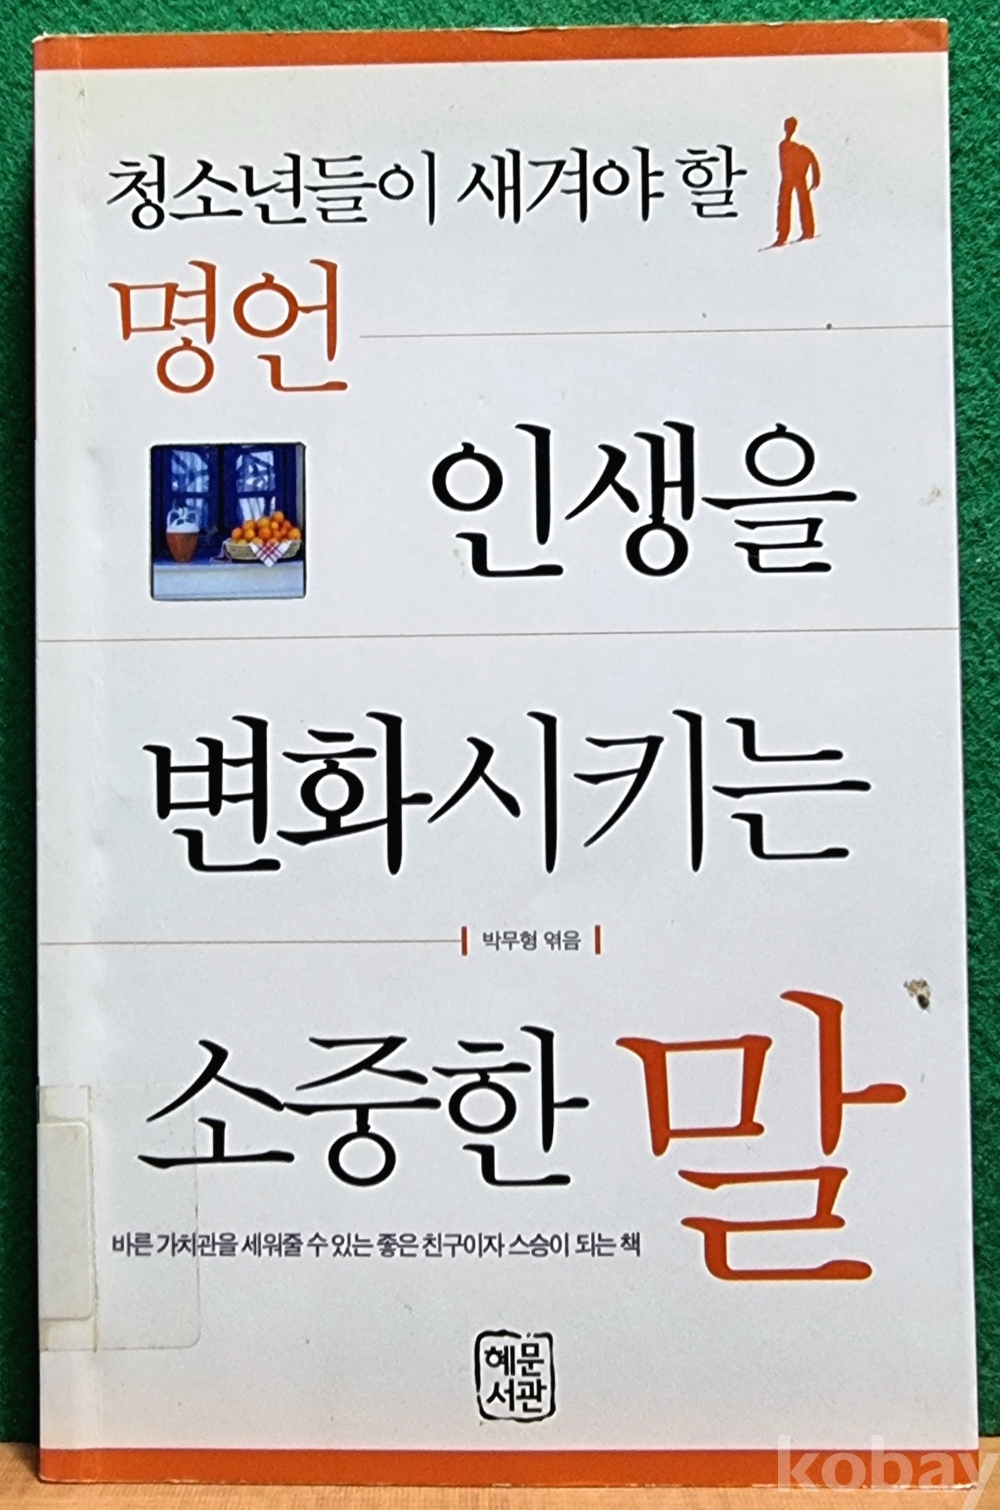 청소년들이 새겨야 할
명언
인생을
변화시키는
박무형 엮음
소중한 말
바른 가치관을 세워줄 수 있는 좋은 친구이자 스승이 되는 책
혜문
서관
kobay